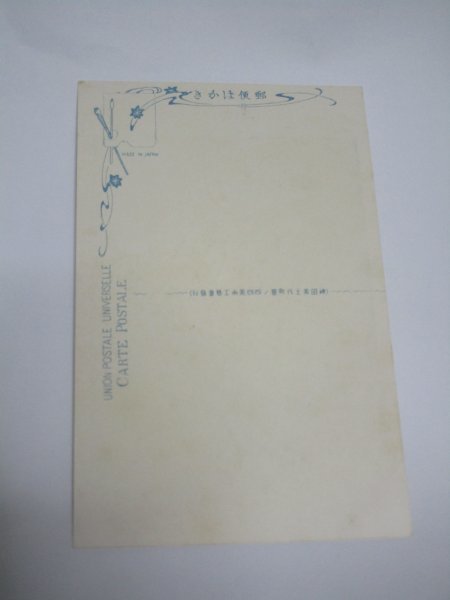 郵便はかき
MADE IN JAPAN
UNION POSTALE UNIVERSELLE
CARTE POSTALE